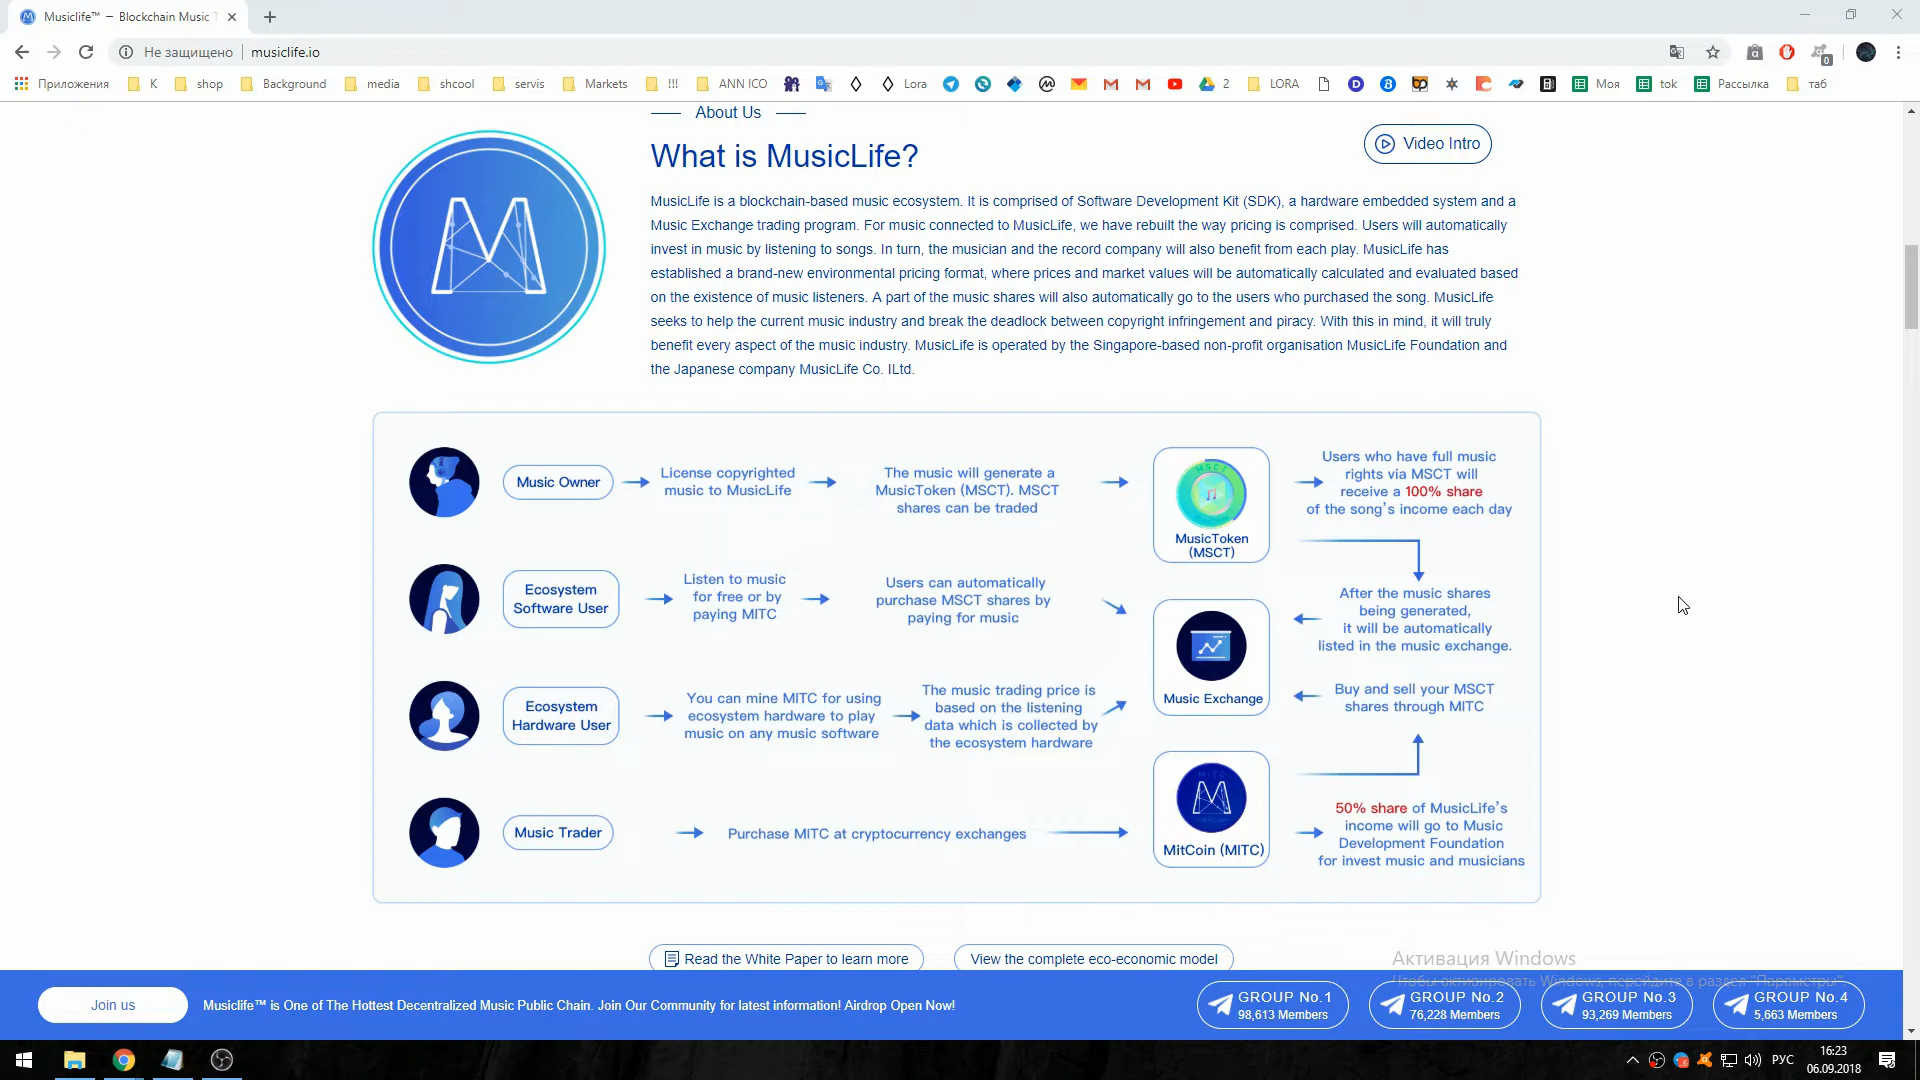 Musiclife™ — Blockchain Music T
Не защищено
musiclife.io
0
Приложения
K
shop
Background
media
shcool
servis
Markets
!!!
ANN ICO
Lora
2
LORA
Моя
tok
Рассылка
таб
About Us
What is MusicLife?
Video Intro
MusicLife is a blockchain-based music ecosystem. It is comprised of Software Development Kit (SDK), a hardware embedded system and a
Music Exchange trading program. For music connected to MusicLife, we have rebuilt the way pricing is comprised. Users will automatically
invest in music by listening to songs. In turn, the musician and the record company will also benefit from each play. MusicLife has
established a brand-new environmental pricing format, where prices and market values will be automatically calculated and evaluated based
on the existence of music listeners. A part of the music shares will also automatically go to the users who purchased the song. MusicLife
seeks to help the current music industry and break the deadlock between copyright infringement and piracy. With this in mind, it will truly
benefit every aspect of the music industry. MusicLife is operated by the Singapore-based non-profit organisation MusicLife Foundation and
the Japanese company MusicLife Co. lLtd.
Music Owner
License copyrighted
music to MusicLife
The music will generate a
MusicToken (MSCT). MSCT
shares can be traded
MSCT
MusicToken
(MSCT)
Users who have full music
rights via MSCT will
receive a 100% share
of the song's income each day
Ecosystem
Software User
Listen to music
for free or by
paying MITC
Users can automatically
purchase MSCT shares by
paying for music
After the music shares
being generated,
it will be automatically
listed in the music exchange.
Ecosystem
Hardware User
You can mine MITC for using
ecosystem hardware to play
music on any music software
The music trading price is
based on the listening
data which is collected by
the ecosystem hardware
Music Exchange
Buy and sell your MSCT
shares through MITC
Music Trader
Purchase MITC at cryptocurrency exchanges
MITC
MitCoin (MITC)
50% share of MusicLife's
income will go to Music
Development Foundation
for invest music and musicians
Read the White Paper to learn more
View the complete eco-economic model
Активация Windows
Чтобы активировать Windows, перейдите в раздел "Параметры".
Join us
Musiclife™ is One of The Hottest Decentralized Music Public Chain. Join Our Community for latest information! Airdrop Open Now!
GROUP No.1
98,613 Members
GROUP No.2
76,228 Members
GROUP No.3
93,269 Members
GROUP No.4
5,663 Members
РУС
16:23
06.09.2018